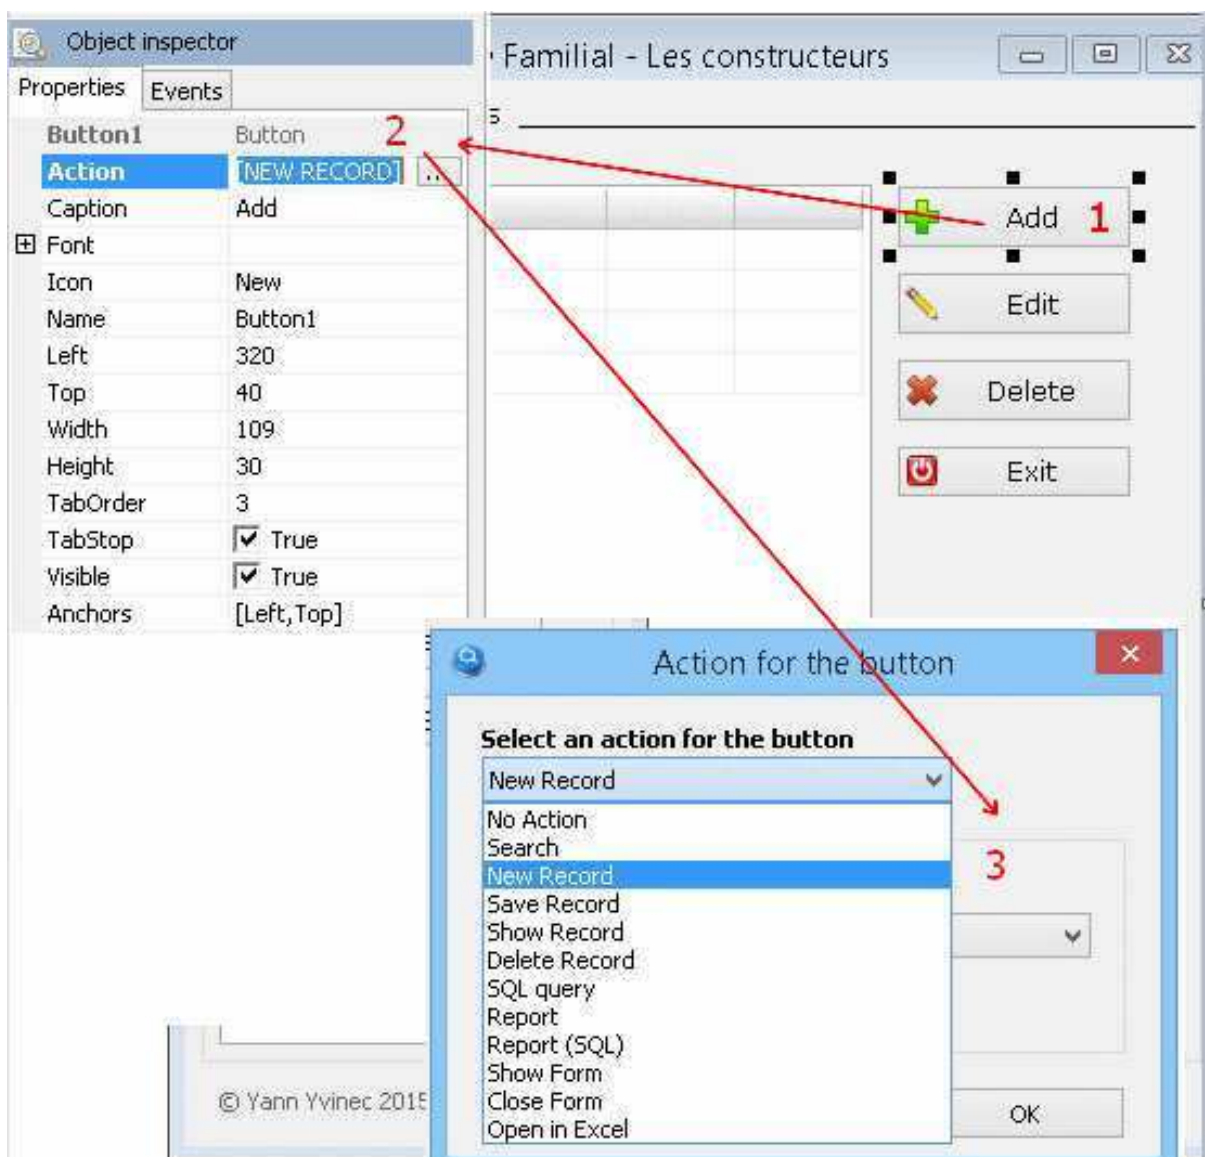 Object inspector
Properties Events
Button1 Button
Action [NEW RECORD] ...
Caption Add
Font
Icon New
Name Button1
Left 320
Top 40
Width 109
Height 30
TabOrder 3
TabStop True
Visible True
Anchors [Left,Top]
2
Familial - Les constructeurs
Add 1
Edit
Delete
Exit
Action for the button
Select an action for the button
New Record
No Action
Search
New Record
Save Record
Show Record
Delete Record
SQL query
Report
Report (SQL)
Show Form
Close Form
Open in Excel
3
OK
© Yann Yvinec 2015